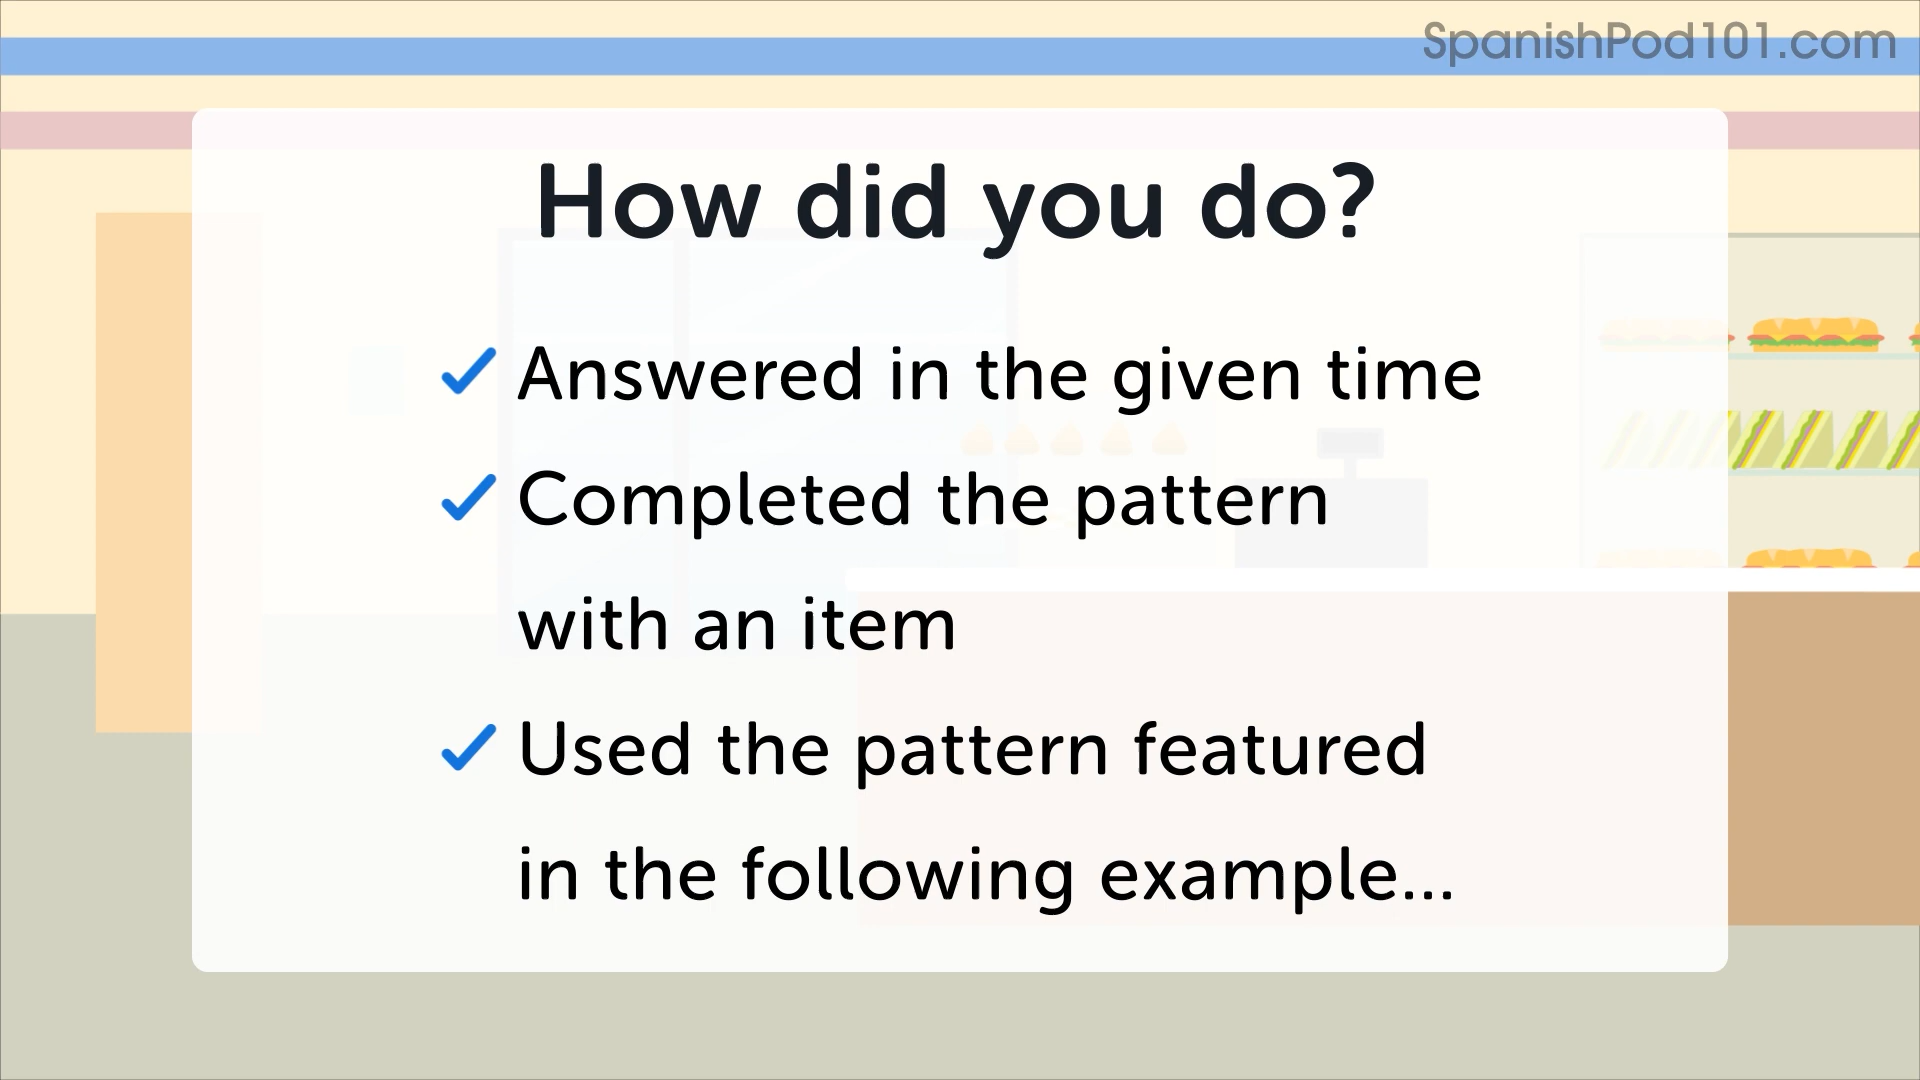 SpanishPod101.com
How did you do?
Answered in the given time
Completed the pattern
with an item
Used the pattern featured
in the following example...